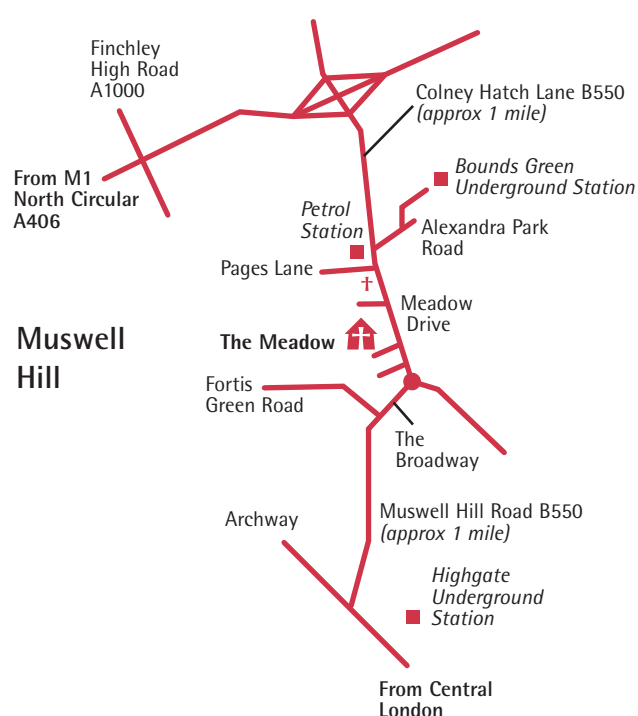 Finchley
High Road
A1000
Colney Hatch Lane B550
(approx 1 mile)
From M1
North Circular
A406
Bounds Green
Underground Station
Petrol
Station
Alexandra Park
Road
Pages Lane
Meadow
Drive
Muswell
Hill
The Meadow
Fortis
Green Road
The
Broadway
Archway
Muswell Hill Road B550
(approx 1 mile)
Highgate
Underground
Station
From Central
London